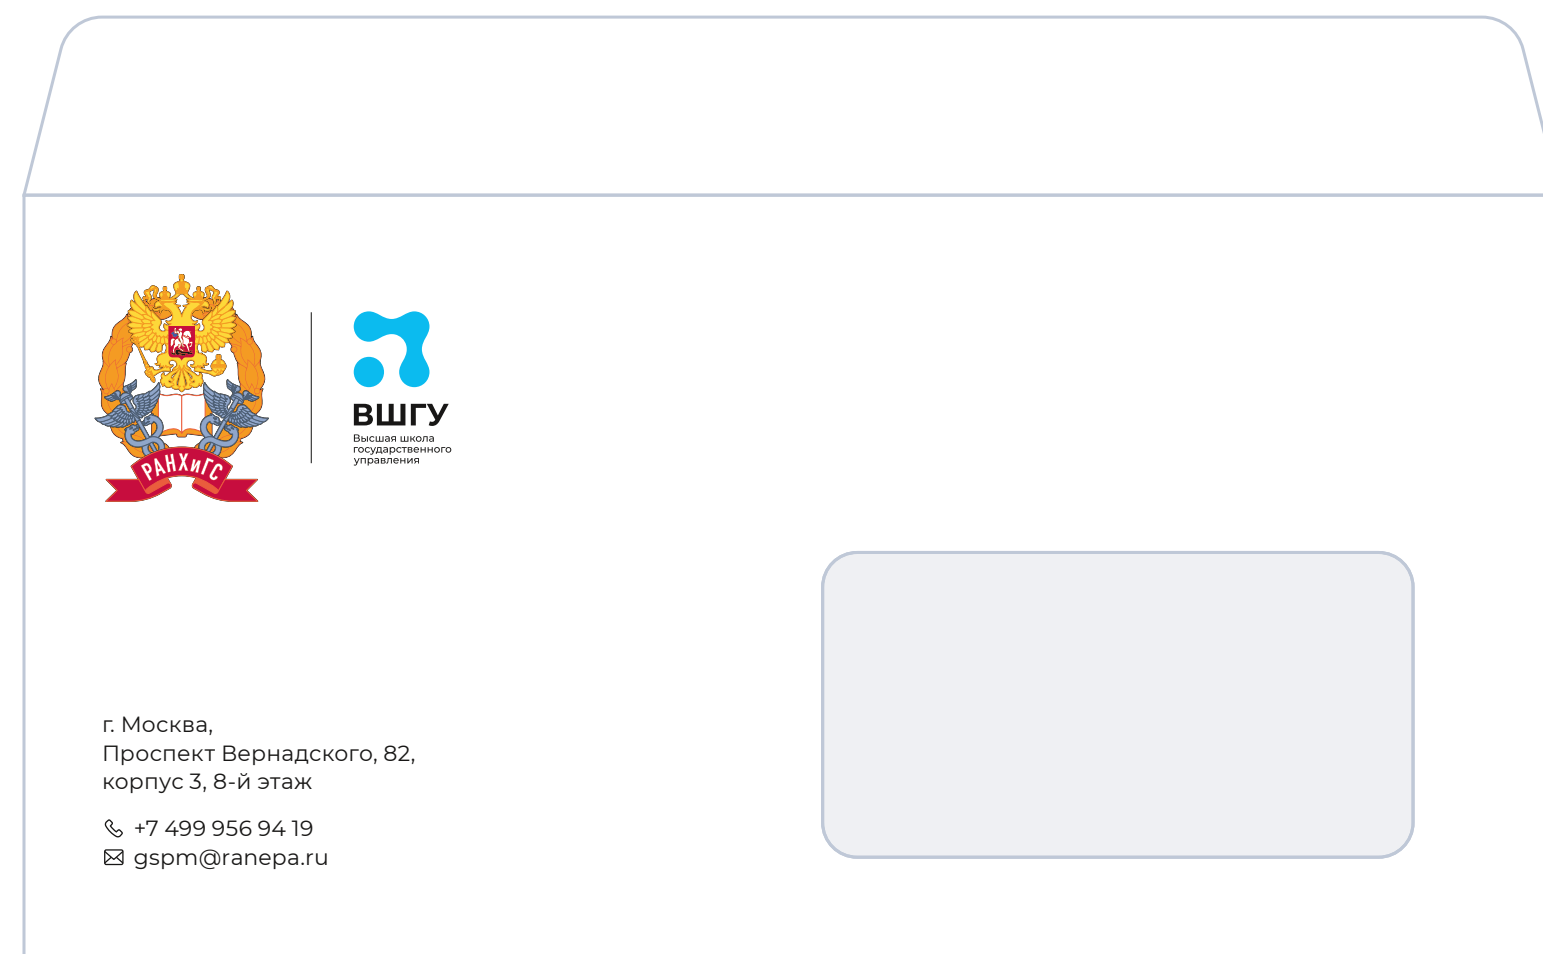 РАНХиГС
ВШГУ
Высшая школа
государственного
управления
г. Москва,
Проспект Вернадского, 82,
корпус 3, 8-й этаж
+7 499 956 94 19
gspm@ranepa.ru